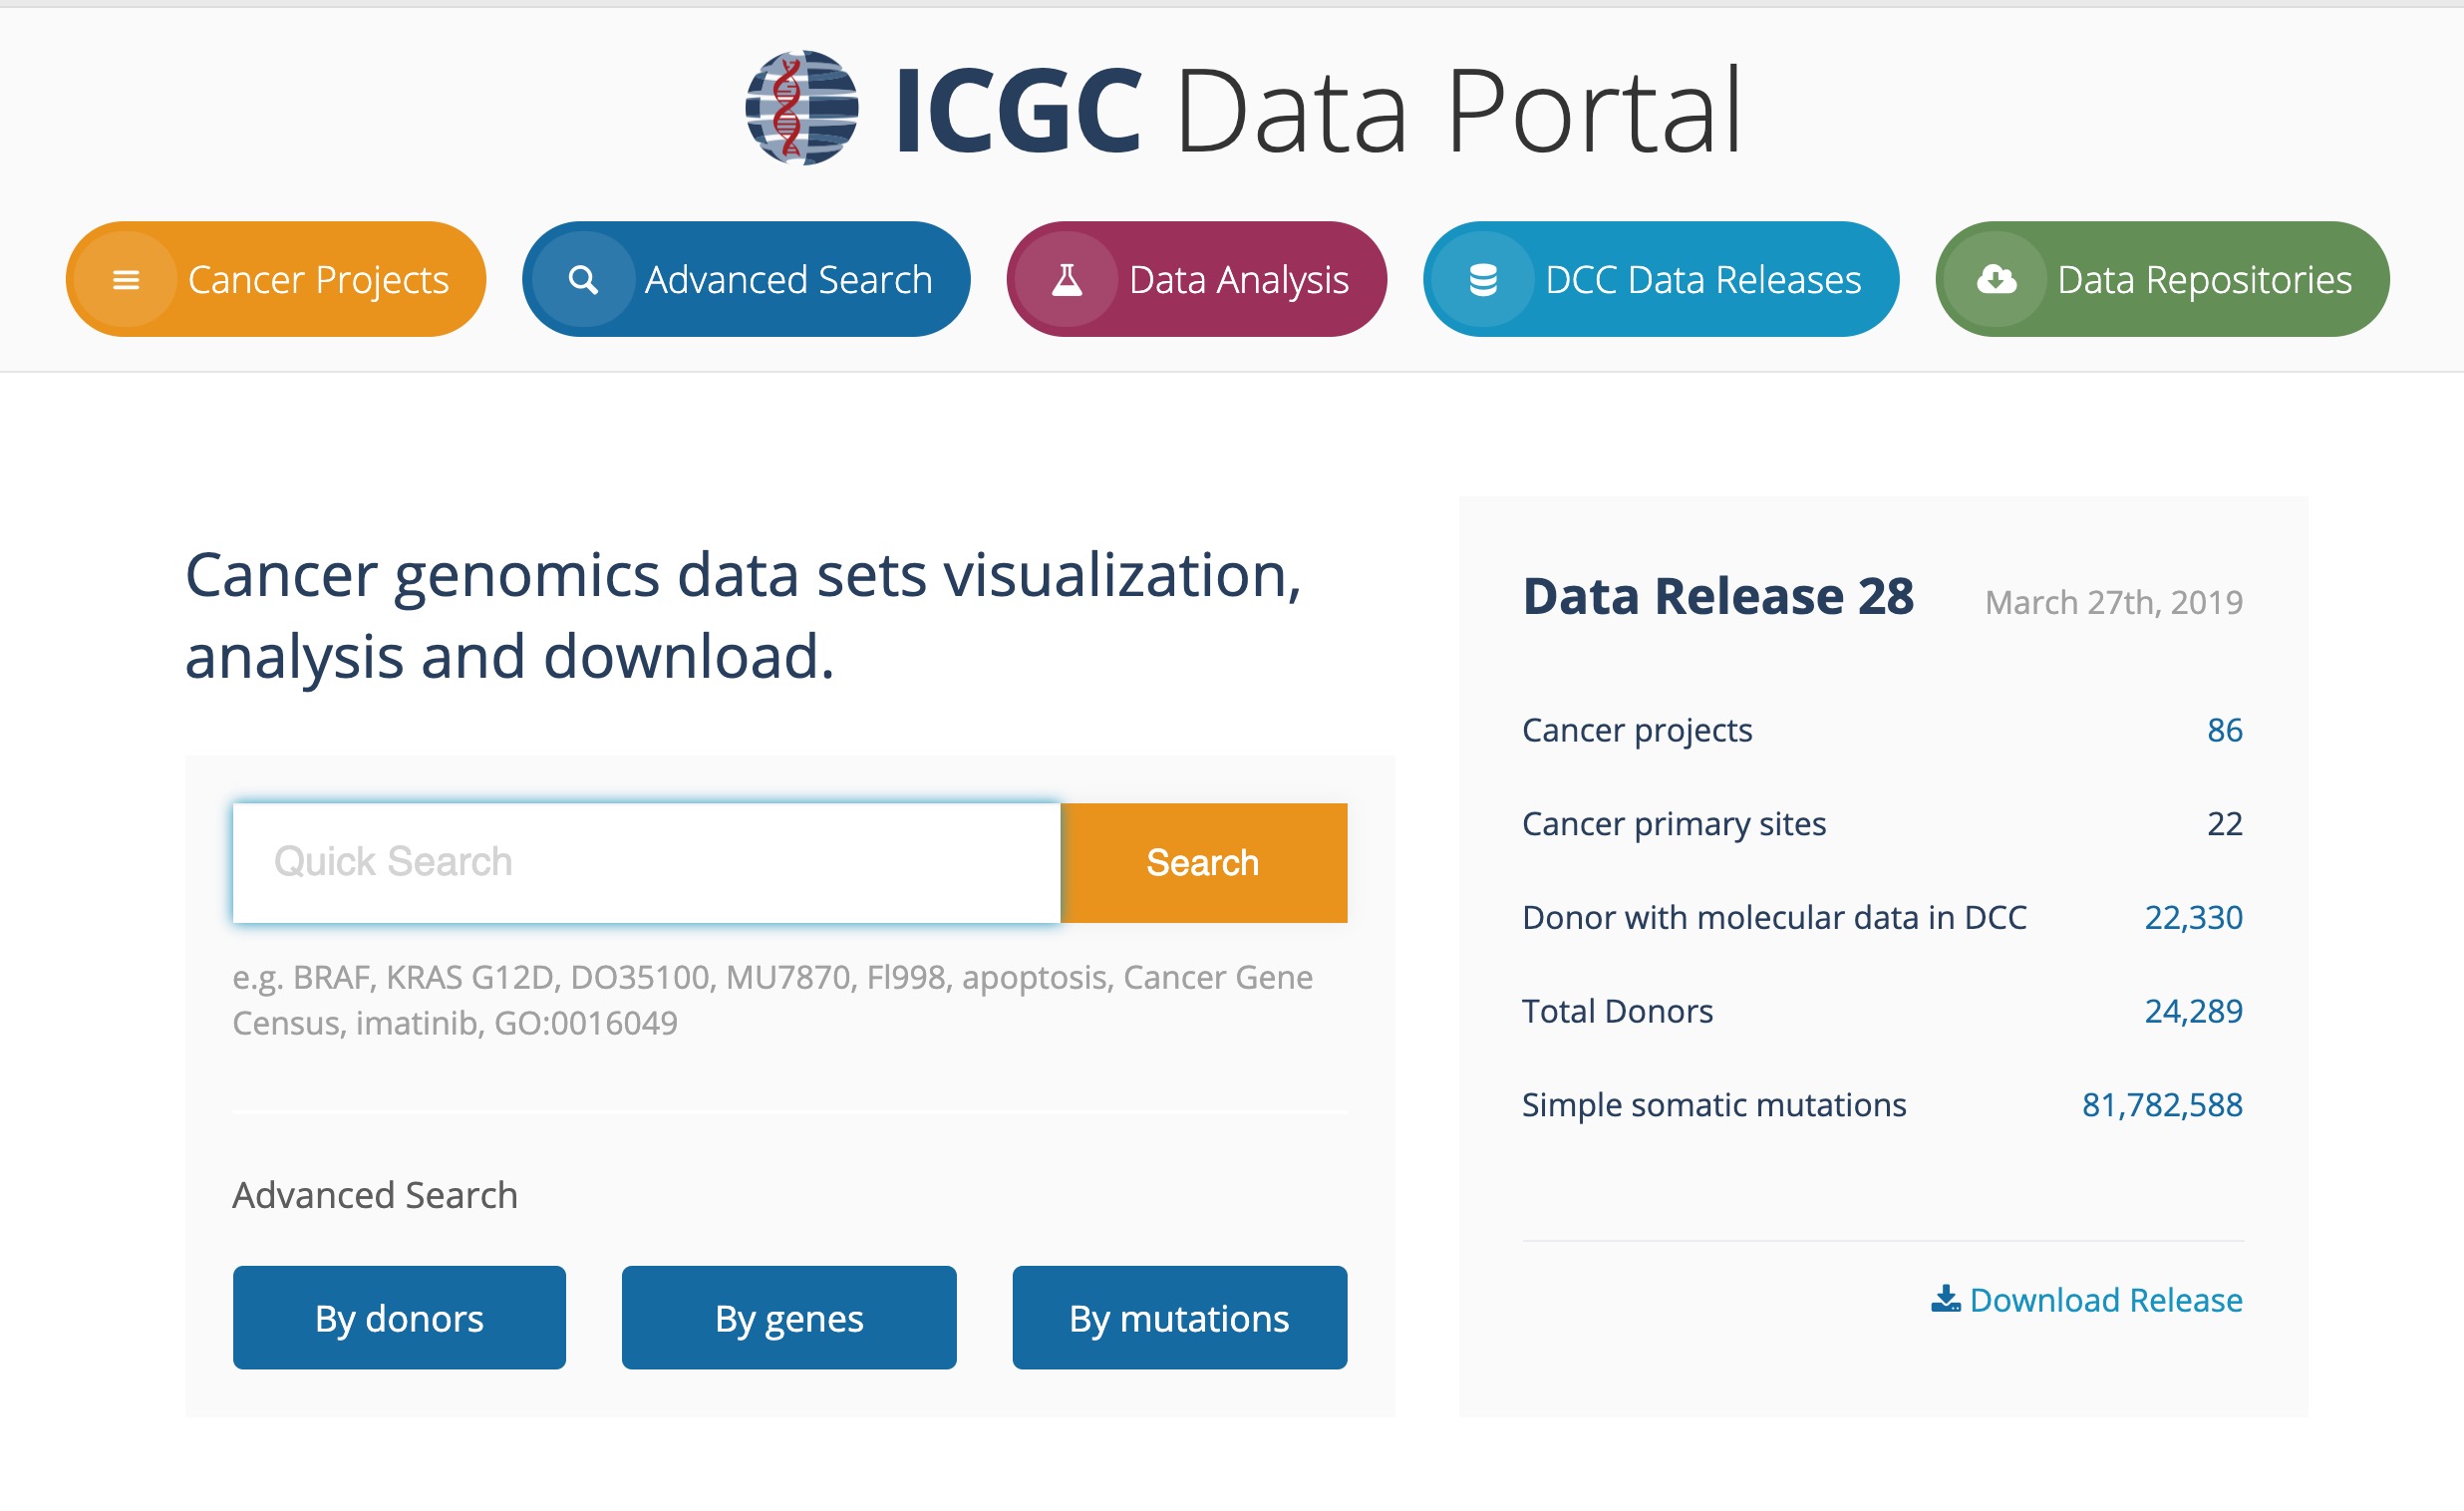 ICGC Data Portal
Cancer Projects
Advanced Search
Data Analysis
DCC Data Releases
Data Repositories
Cancer genomics data sets visualization,
analysis and download.
Quick Search
Search
e.g. BRAF, KRAS G12D, DO35100, MU7870, FI998, apoptosis, Cancer Gene
Census, imatinib, GO:0016049
Advanced Search
By donors
By genes
By mutations
Data Release 28
March 27th, 2019
Cancer projects 86
Cancer primary sites 22
Donor with molecular data in DCC 22,330
Total Donors 24,289
Simple somatic mutations 81,782,588
Download Release